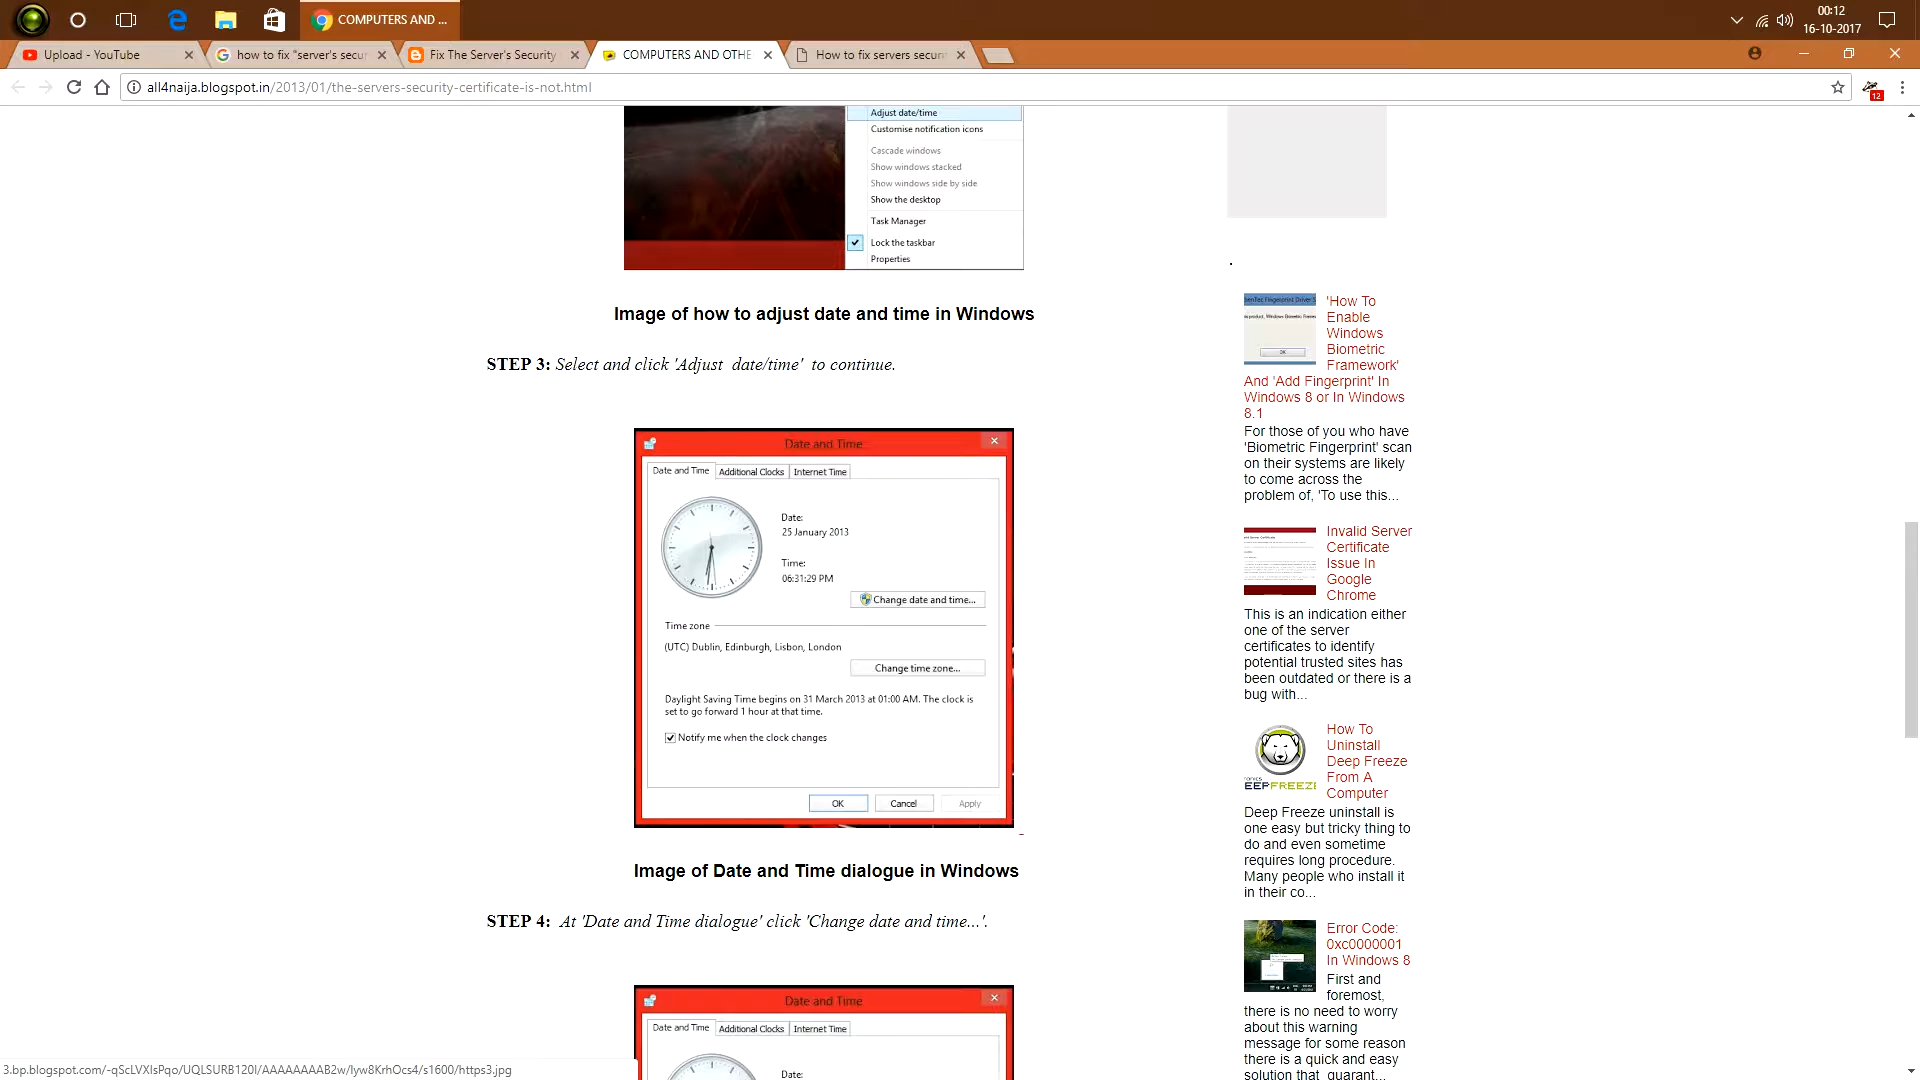 COMPUTERS AND ...
00:12
16-10-2017
Upload - YouTube
how to fix "server's secur
Fix The Server's Security
COMPUTERS AND OTHE
How to fix servers securi
all4naija.blogspot.in/2013/01/the-servers-security-certificate-is-not.html
12
Adjust date/time
Customise notification icons
Cascade windows
Show windows stacked
Show windows side by side
Show the desktop
Task Manager
Lock the taskbar
Properties
Image of how to adjust date and time in Windows
STEP 3: Select and click 'Adjust date/time' to continue.
Date and Time
Date and Time
Additional Clocks
Internet Time
Date:
25 January 2013
Time:
06:31:29 PM
Change date and time...
Time zone
(UTC) Dublin, Edinburgh, Lisbon, London
Change time zone...
Daylight Saving Time begins on 31 March 2013 at 01:00 AM. The clock is
set to go forward 1 hour at that time.
Notify me when the clock changes
OK
Cancel
Apply
Image of Date and Time dialogue in Windows
STEP 4: At 'Date and Time dialogue' click 'Change date and time...'.
Date and Time
Date and Time
Additional Clocks
Internet Time
Date:
.
'How To
Enable
Windows
Biometric
Framework'
And 'Add Fingerprint' In
Windows 8 or In Windows
8.1
For those of you who have
'Biometric Fingerprint' scan
on their systems are likely
to come across the
problem of, 'To use this...
Invalid Server
Certificate
Issue In
Google
Chrome
This is an indication either
one of the server
certificates to identify
potential trusted sites has
been outdated or there is a
bug with...
How To
Uninstall
Deep Freeze
From A
Computer
EEPFREEZE
Deep Freeze uninstall is
one easy but tricky thing to
do and even sometime
requires long procedure.
Many people who install it
in their co...
Error Code:
0xc0000001
In Windows 8
First and
foremost,
there is no need to worry
about this warning
message for some reason
there is a quick and easy
solution that guarant...